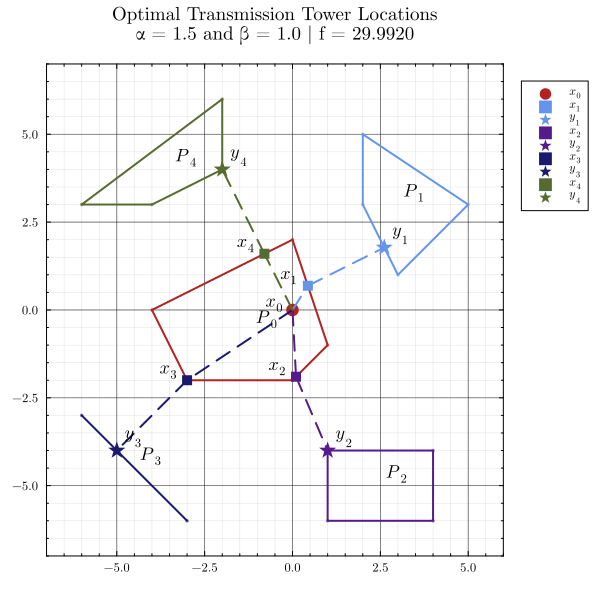 Optimal Transmission Tower Locations
α = 1.5 and β = 1.0 | f = 29.9920
x₀
x₁
y₁
x₂
y₂
x₃
y₃
x₄
y₄
5.0
2.5
0.0
−2.5
−5.0
P₄
y₄
P₁
y₁
x₄
x₁
x₀
P₀
x₃
x₂
y₃
P₃
y₂
P₂
−5.0
−2.5
0.0
2.5
5.0